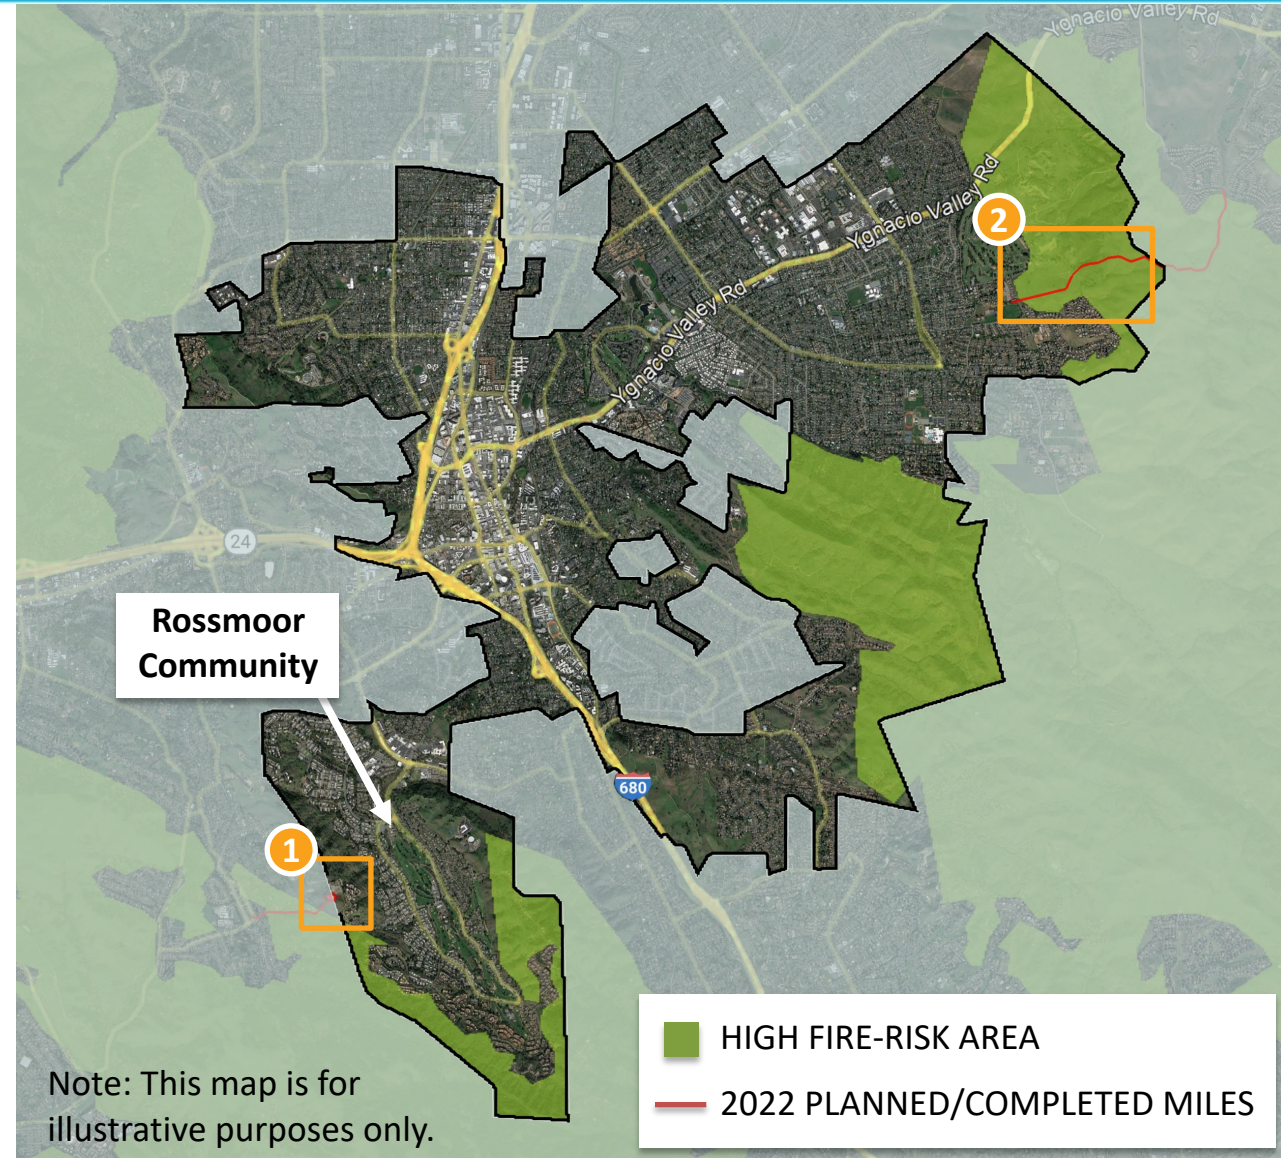 Ygnacio Valley Rd
Ygnacio Valley Rd
2
Ygnacio Valley Rd
24
Rossmoor
Community
680
1
HIGH FIRE-RISK AREA
2022 PLANNED/COMPLETED MILES
Note: This map is for
illustrative purposes only.